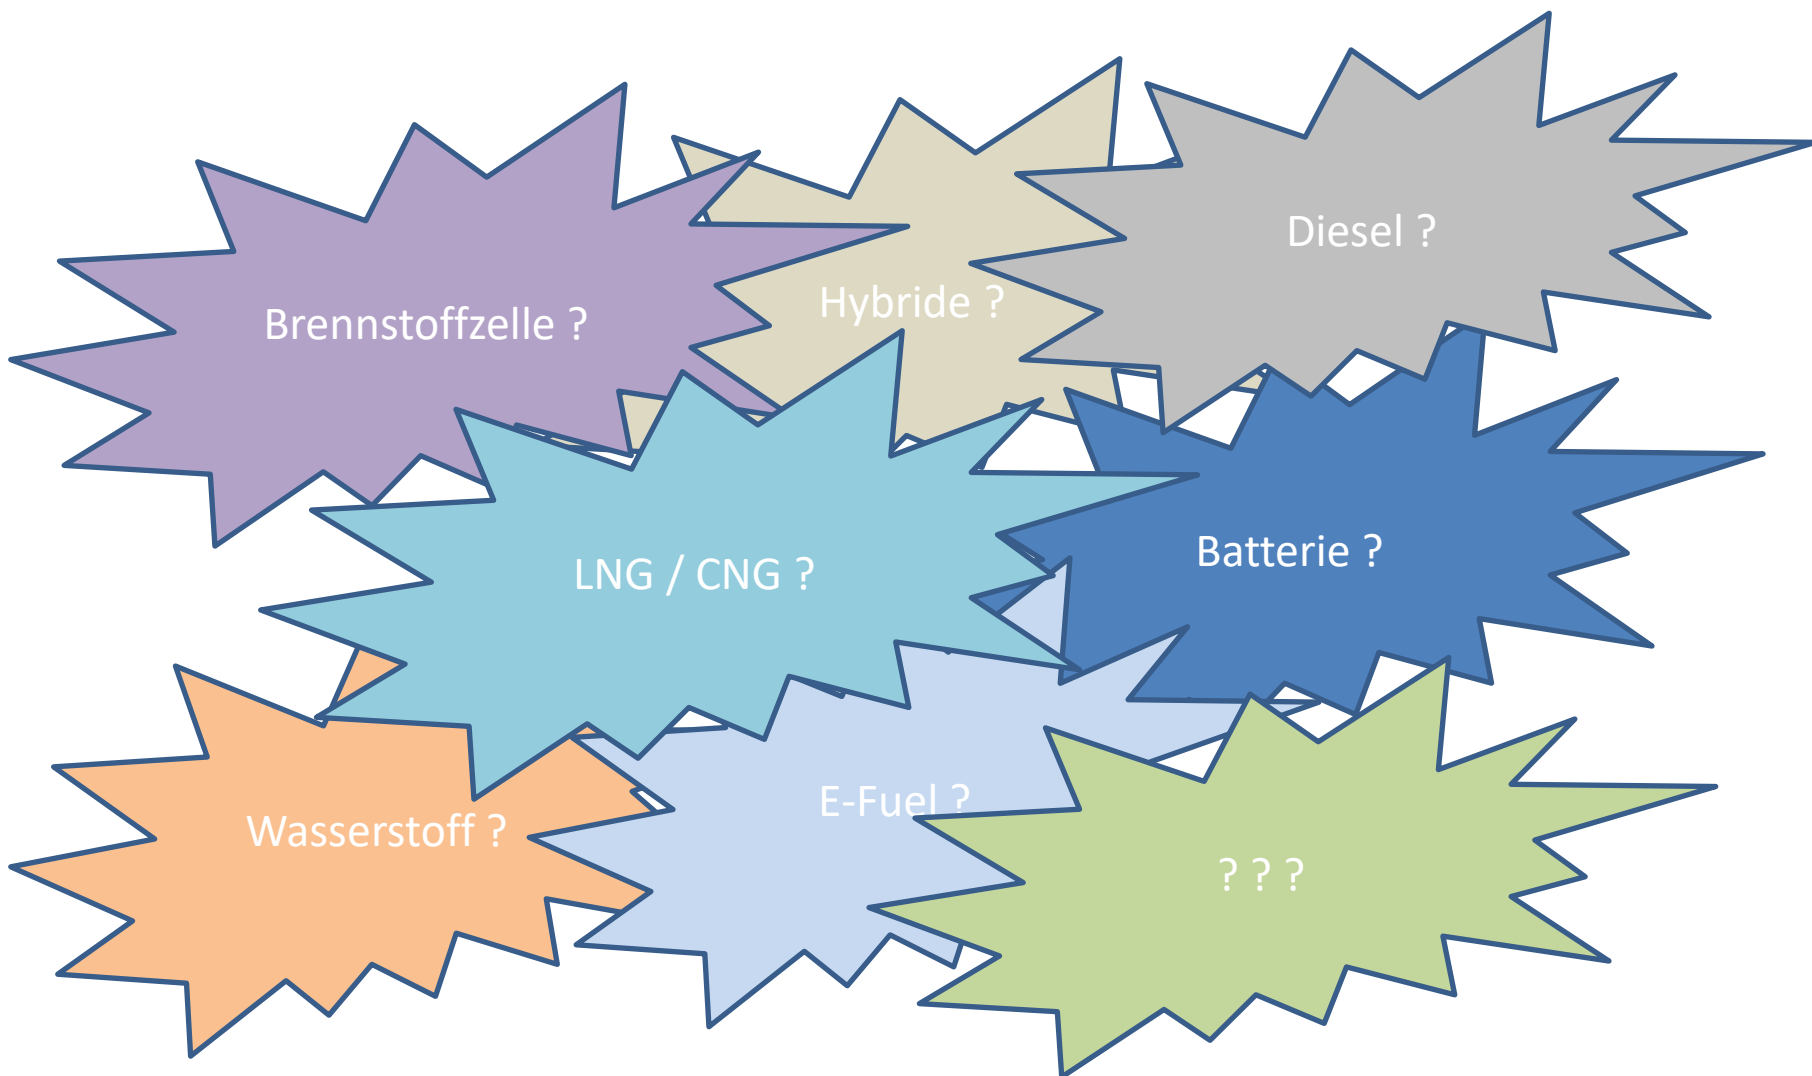 Diesel ?
Hybride ?
Brennstoffzelle ?
Batterie ?
LNG / CNG ?
E-Fuel ?
Wasserstoff ?
? ? ?